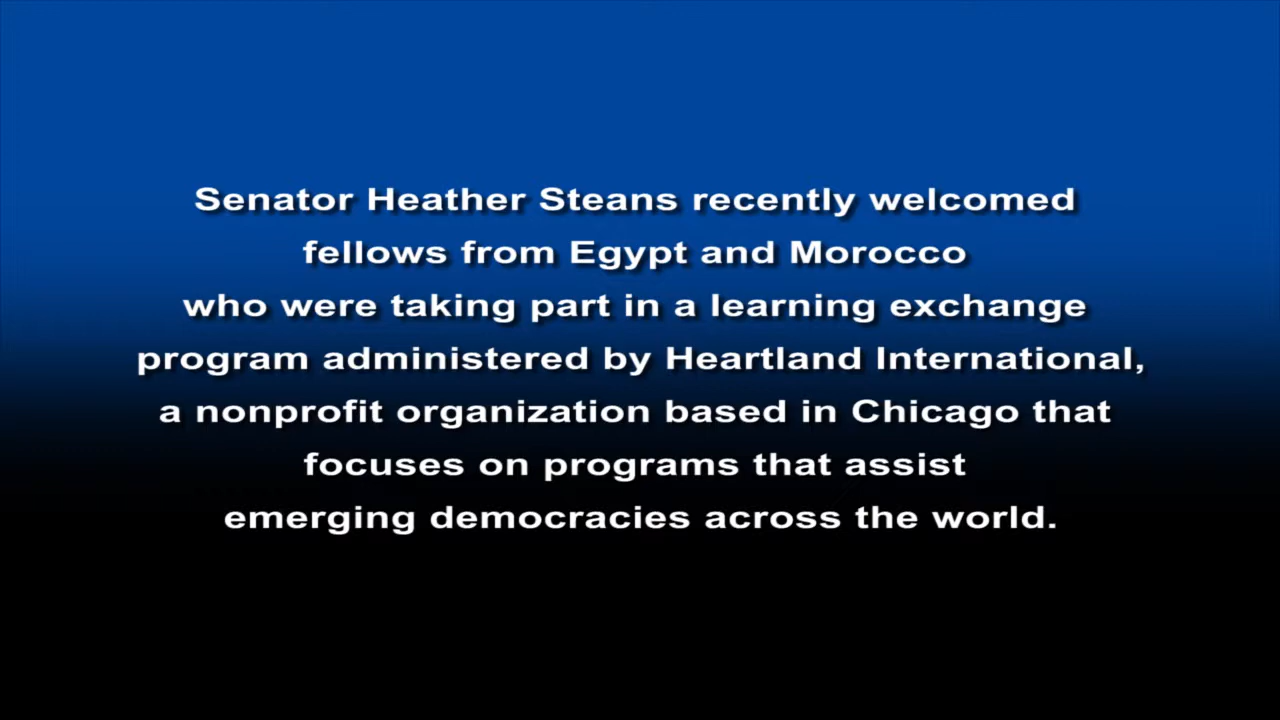 Senator Heather Steans recently welcomed
fellows from Egypt and Morocco
who were taking part in a learning exchange
program administered by Heartland International,
a nonprofit organization based in Chicago that
focuses on programs that assist
emerging democracies across the world.